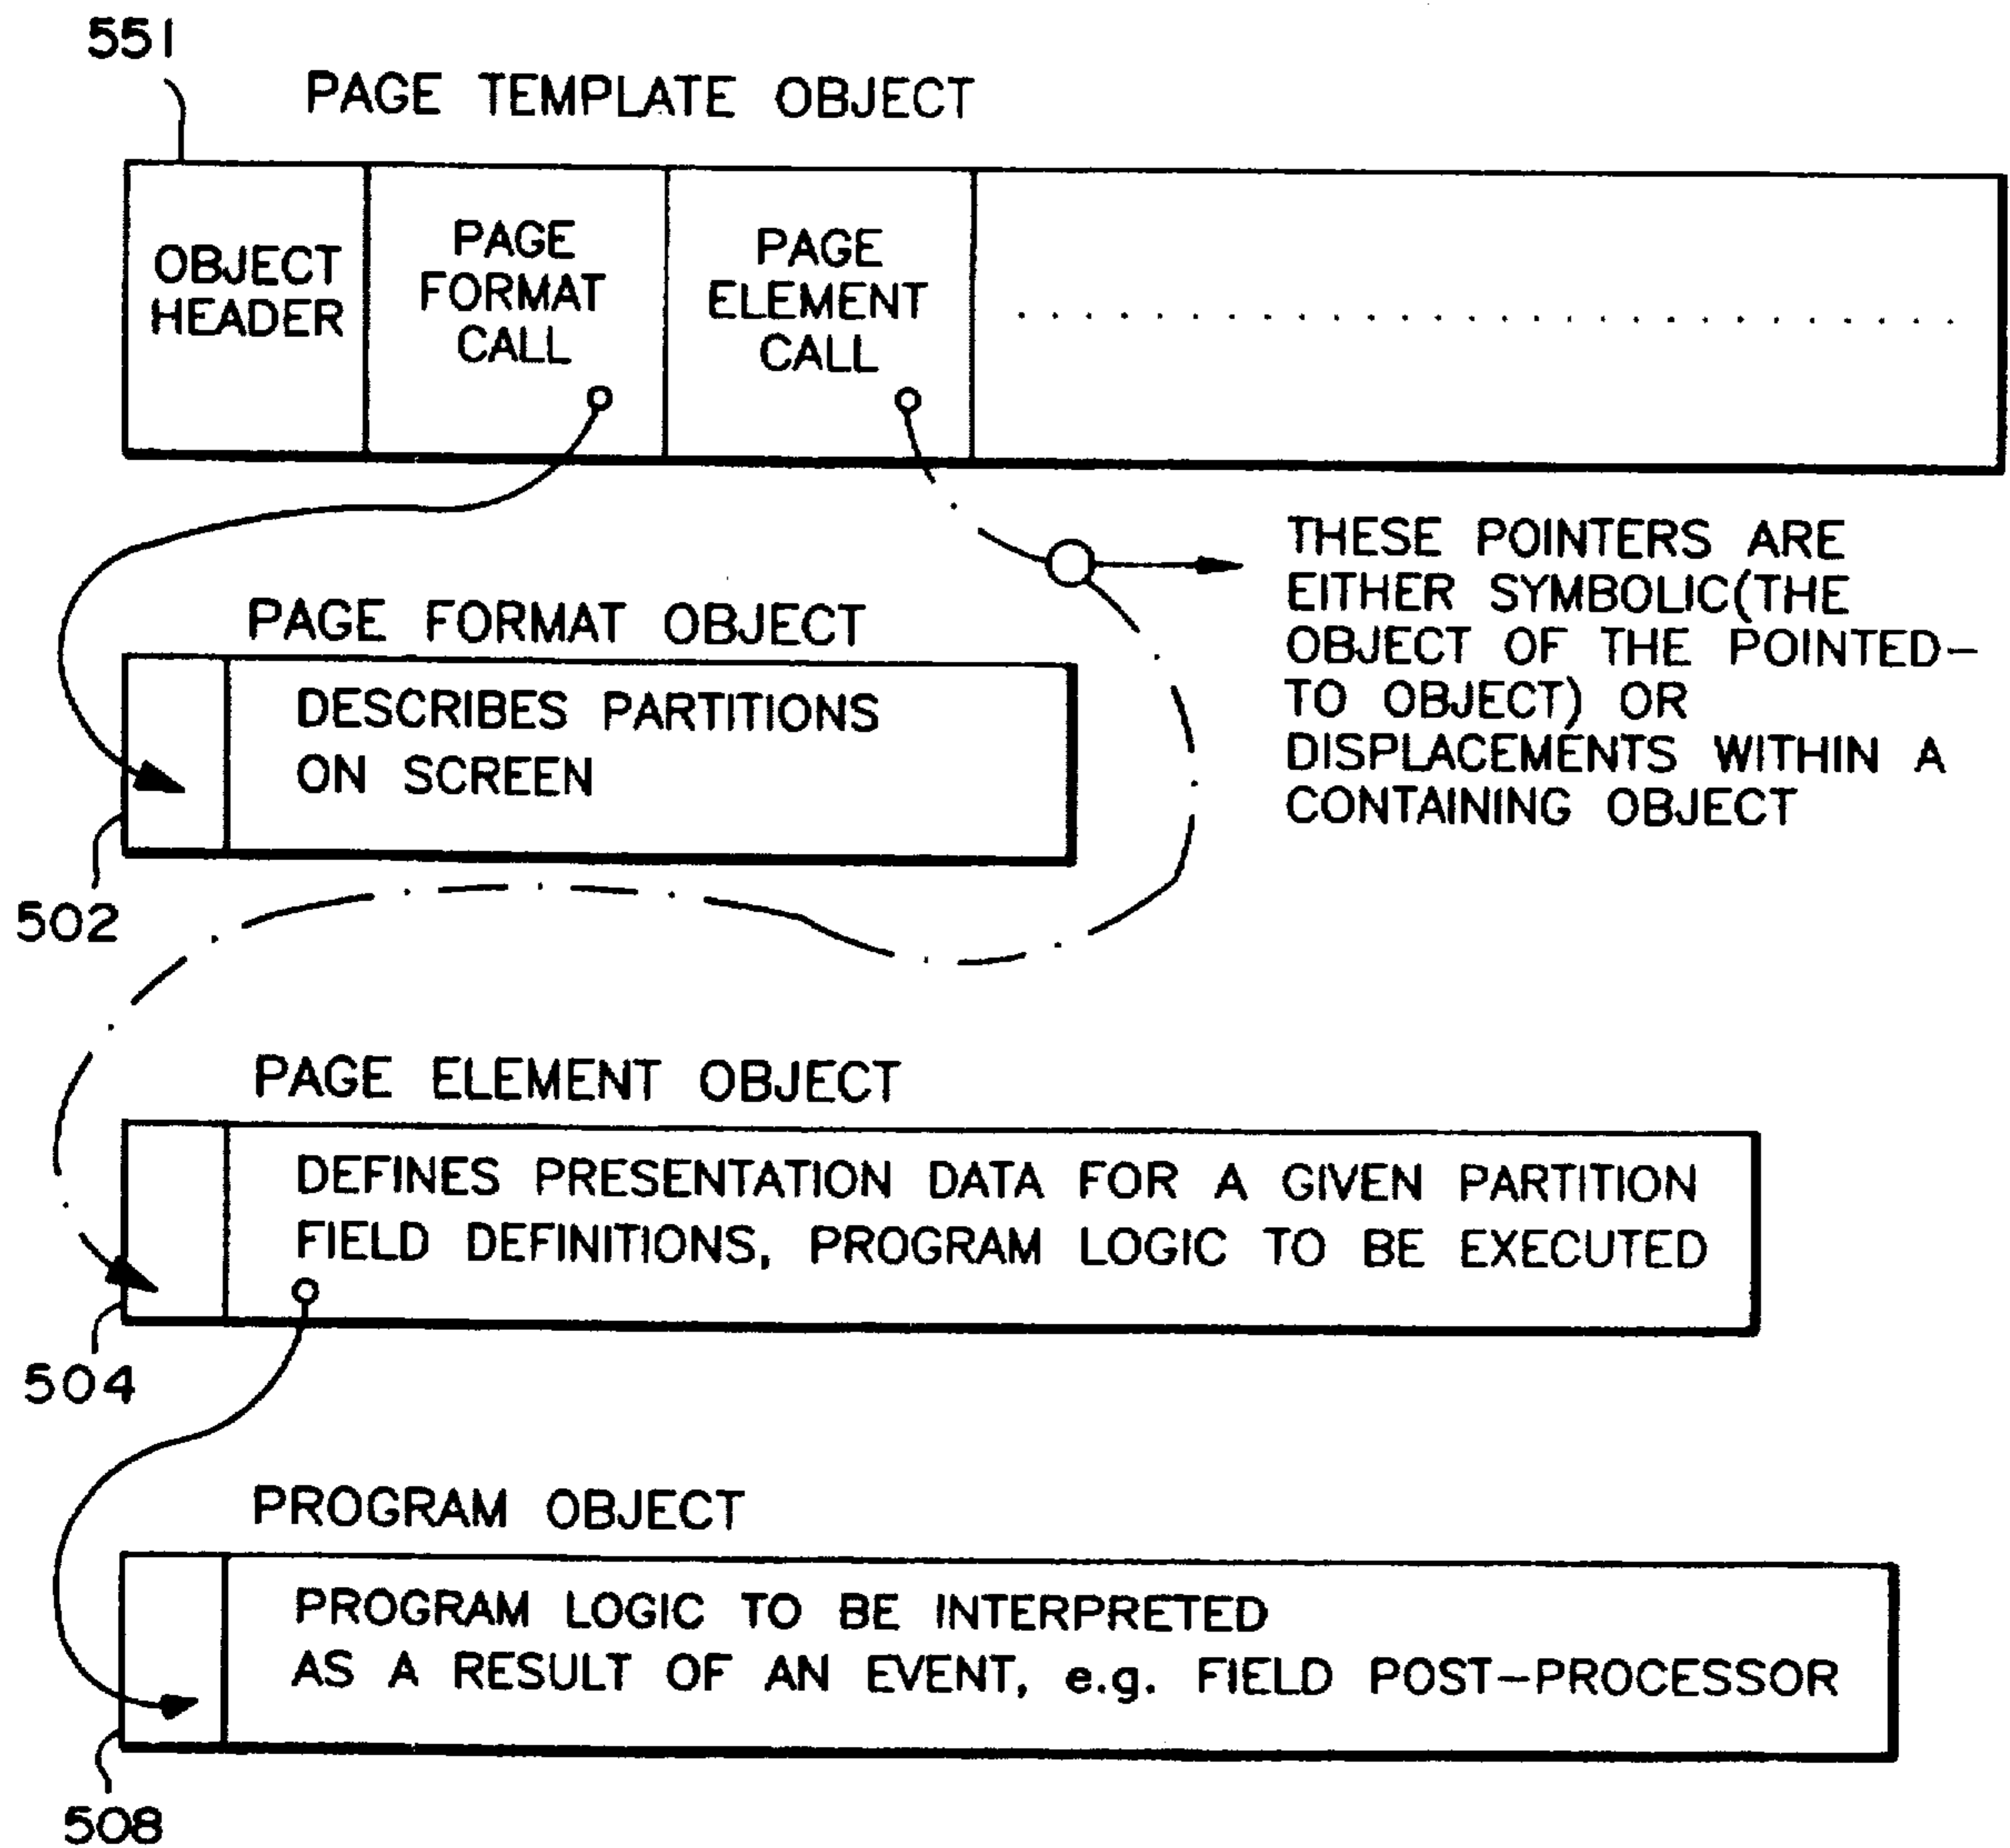 551
PAGE TEMPLATE OBJECT
OBJECT
HEADER
PAGE
FORMAT
CALL
PAGE
ELEMENT
CALL
THESE POINTERS ARE
EITHER SYMBOLIC(THE
OBJECT OF THE POINTED-
TO OBJECT) OR
DISPLACEMENTS WITHIN A
CONTAINING OBJECT
PAGE FORMAT OBJECT
DESCRIBES PARTITIONS
ON SCREEN
502
PAGE ELEMENT OBJECT
DEFINES PRESENTATION DATA FOR A GIVEN PARTITION
FIELD DEFINITIONS, PROGRAM LOGIC TO BE EXECUTED
504
PROGRAM OBJECT
PROGRAM LOGIC TO BE INTERPRETED
AS A RESULT OF AN EVENT, e.g. FIELD POST-PROCESSOR
508